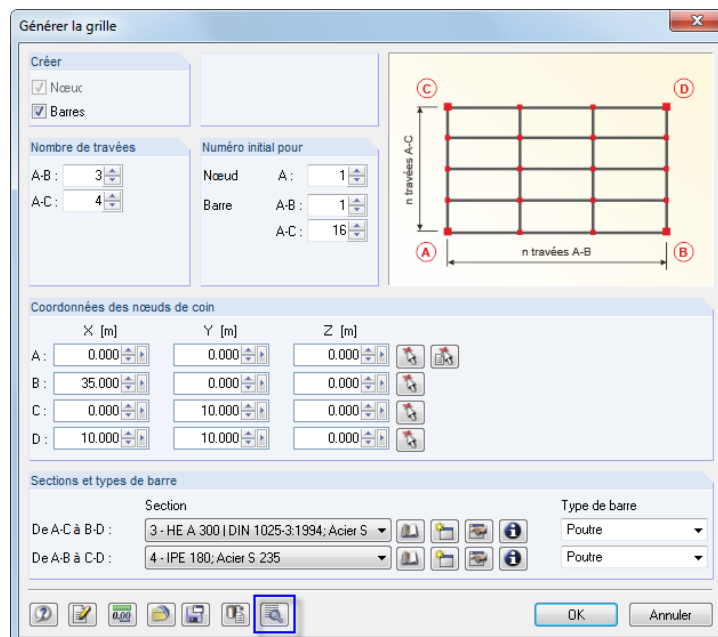 Générer la grille
Créer
Nœuc
Barres
Nombre de travées
A-B : 3
A-C : 4
Numéro initial pour
Nœud A : 1
Barre A-B : 1
A-C : 16
C
D
n travées A-C
A
n travées A-B
B
Coordonnées des nœuds de coin
X [m] Y [m] Z [m]
A : 0.000 0.000 0.000
B : 35.000 0.000 0.000
C : 0.000 10.000 0.000
D : 10.000 10.000 0.000
Sections et types de barre
Section Type de barre
De A-C à B-D : 3 - HE A 300 | DIN 1025-3:1994; Acier S Poutre
De A-B à C-D : 4 - IPE 180; Acier S 235 Poutre
0.00
OK Annuler